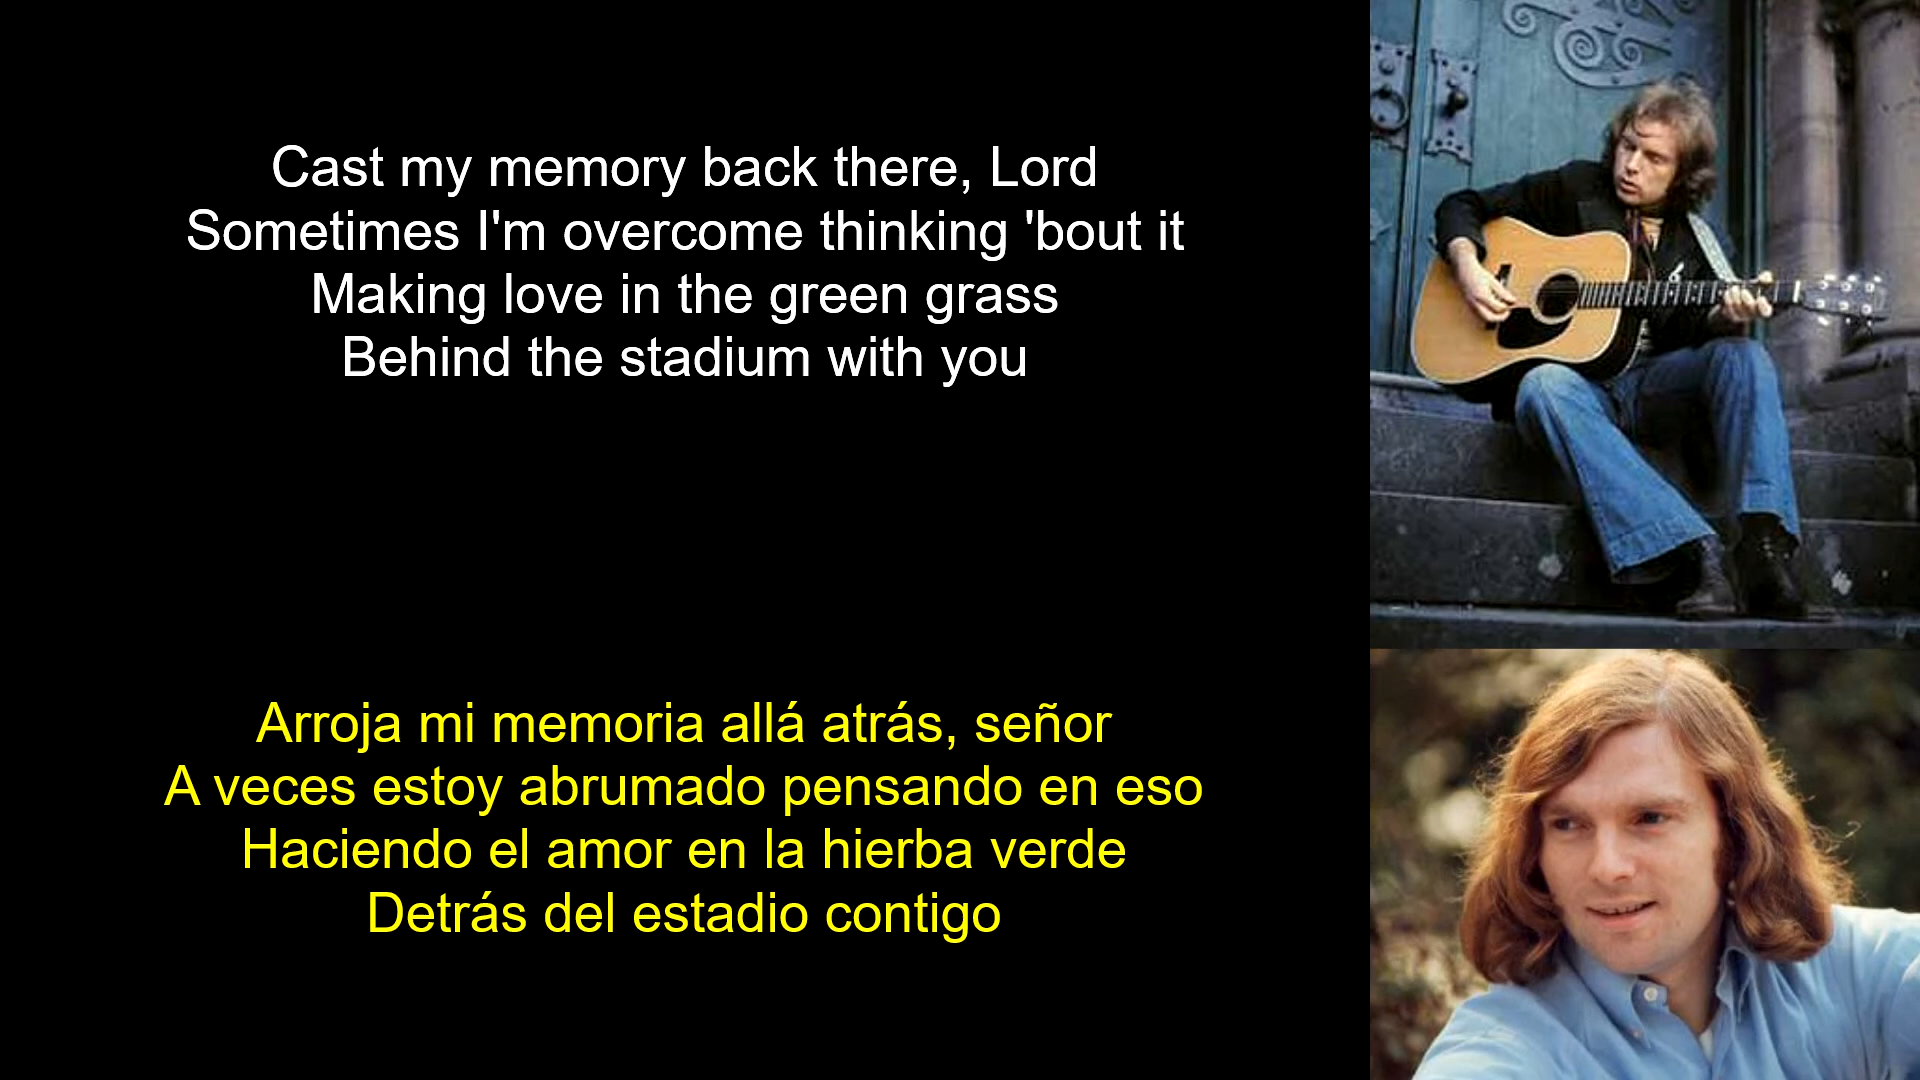 Cast my memory back there, Lord
Sometimes I'm overcome thinking 'bout it
Making love in the green grass
Behind the stadium with you
Arroja mi memoria allá atrás, señor
A veces estoy abrumado pensando en eso
Haciendo el amor en la hierba verde
Detrás del estadio contigo